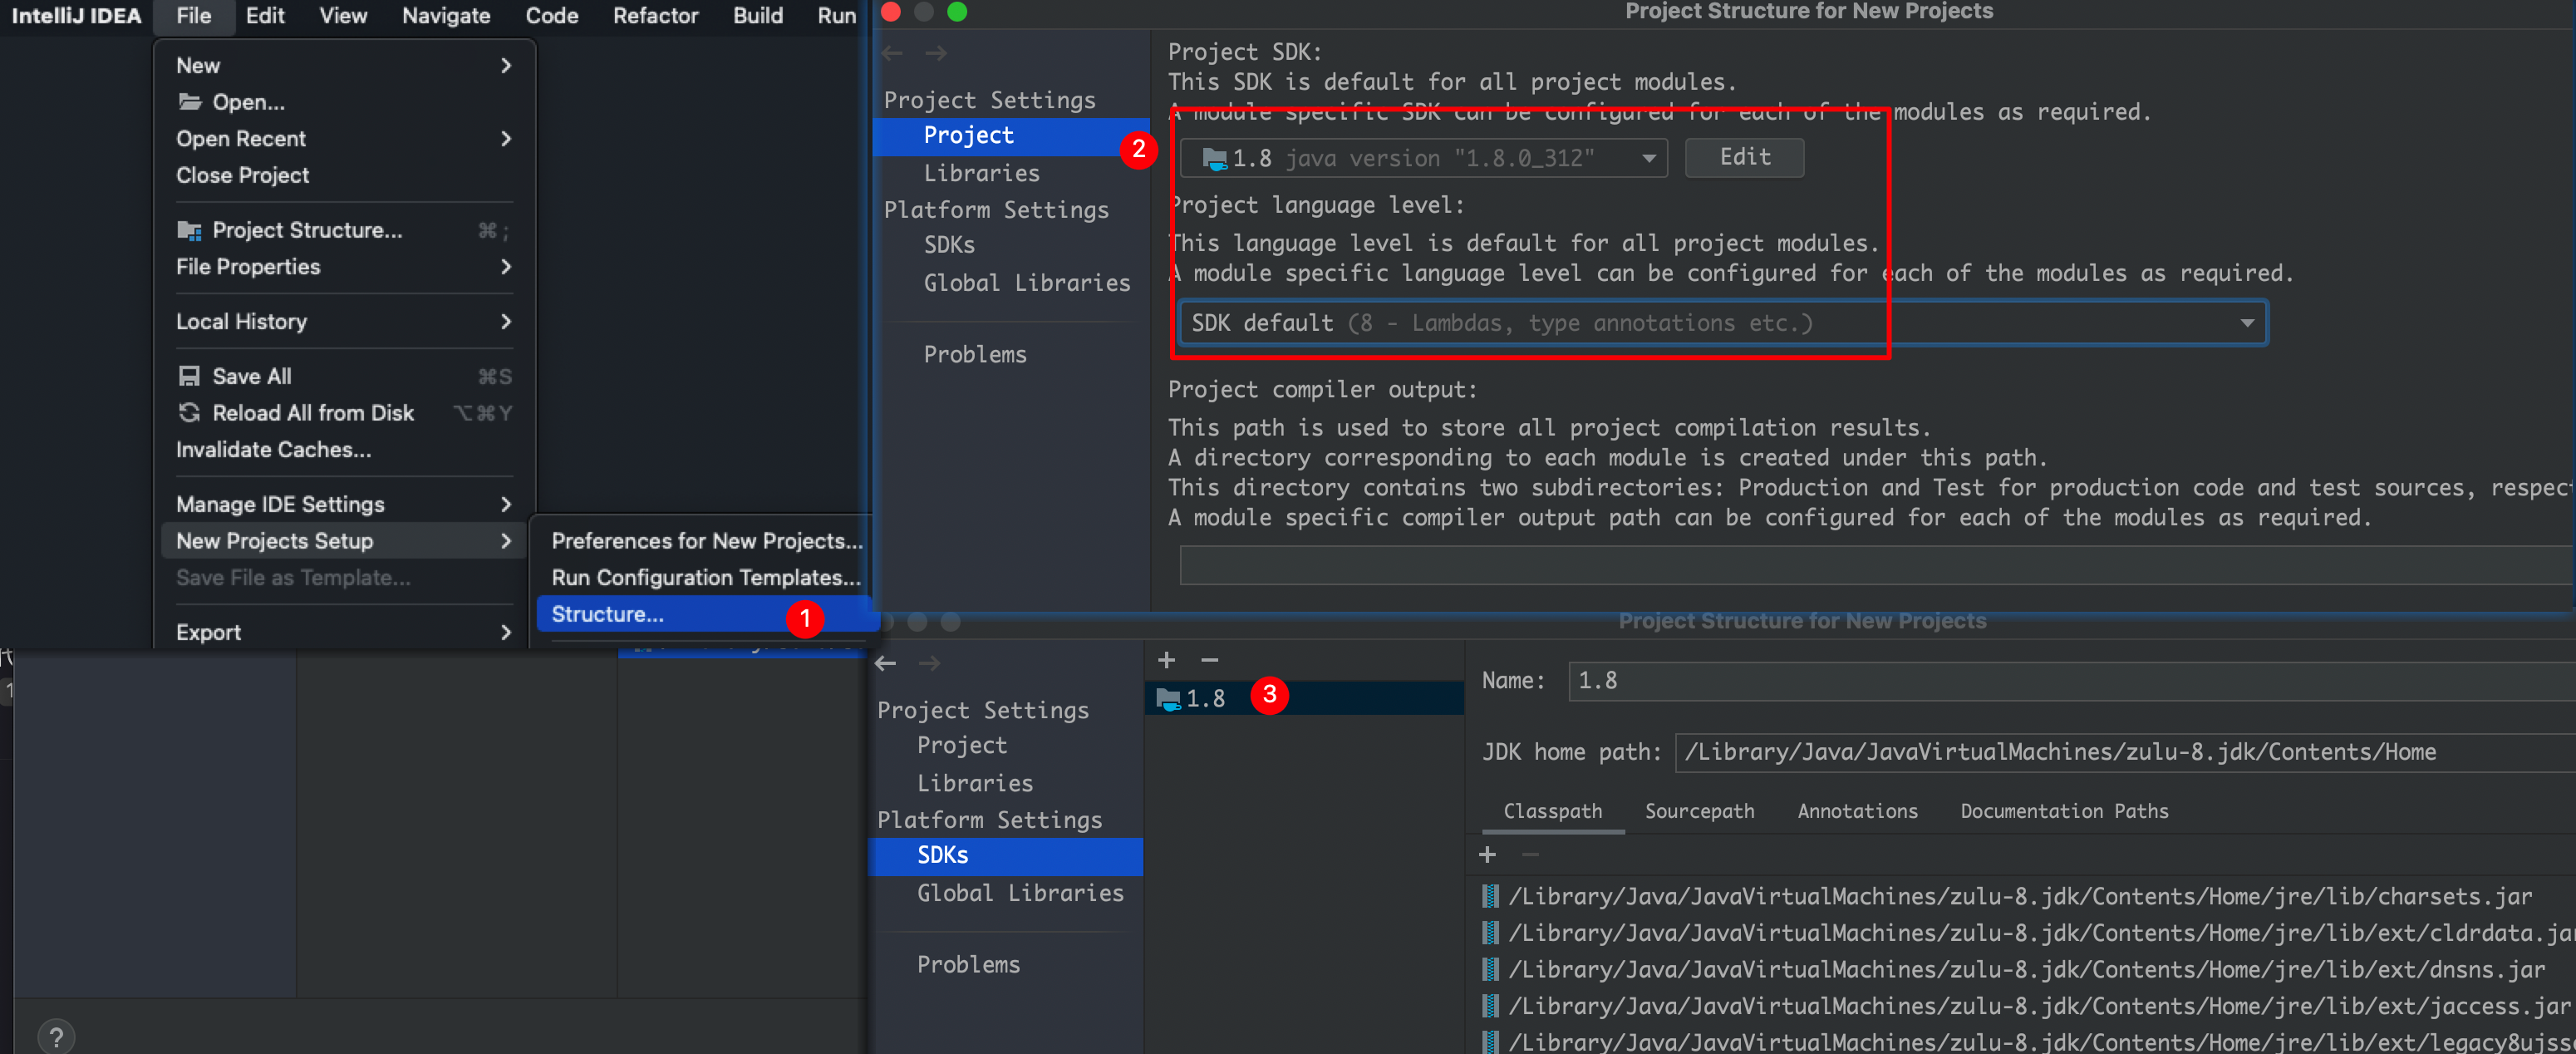 IntelliJ IDEA File Edit View Navigate Code Refactor Build Run
New
Open...
Open Recent
Close Project
Project Structure... ⌘ ;
File Properties
Local History
Save All ⌘S
Reload All from Disk ⌥⌘Y
Invalidate Caches...
Manage IDE Settings
New Projects Setup
Save File as Template...
Export
Preferences for New Projects...
Run Configuration Templates...
Structure... 1
?
Project Structure for New Projects
Project Settings
Project 2
Libraries
Platform Settings
SDKs
Global Libraries
Problems
Project SDK:
This SDK is default for all project modules.
A module specific SDK can be configured for each of the modules as required.
1.8 java version "1.8.0_312" Edit
Project language level:
This language level is default for all project modules.
A module specific language level can be configured for each of the modules as required.
SDK default (8 - Lambdas, type annotations etc.)
Project compiler output:
This path is used to store all project compilation results.
A directory corresponding to each module is created under this path.
This directory contains two subdirectories: Production and Test for production code and test sources, respect
A module specific compiler output path can be configured for each of the modules as required.
Project Structure for New Projects
Project Settings
Project
Libraries
Platform Settings
SDKs
Global Libraries
Problems
+ −
1.8 3
Name: 1.8
JDK home path: /Library/Java/JavaVirtualMachines/zulu-8.jdk/Contents/Home
Classpath Sourcepath Annotations Documentation Paths
+ −
/Library/Java/JavaVirtualMachines/zulu-8.jdk/Contents/Home/jre/lib/charsets.jar
/Library/Java/JavaVirtualMachines/zulu-8.jdk/Contents/Home/jre/lib/ext/cldrdata.jar
/Library/Java/JavaVirtualMachines/zulu-8.jdk/Contents/Home/jre/lib/ext/dnsns.jar
/Library/Java/JavaVirtualMachines/zulu-8.jdk/Contents/Home/jre/lib/ext/jaccess.jar
/Library/Java/JavaVirtualMachines/zulu-8.jdk/Contents/Home/jre/lib/ext/legacy8ujss